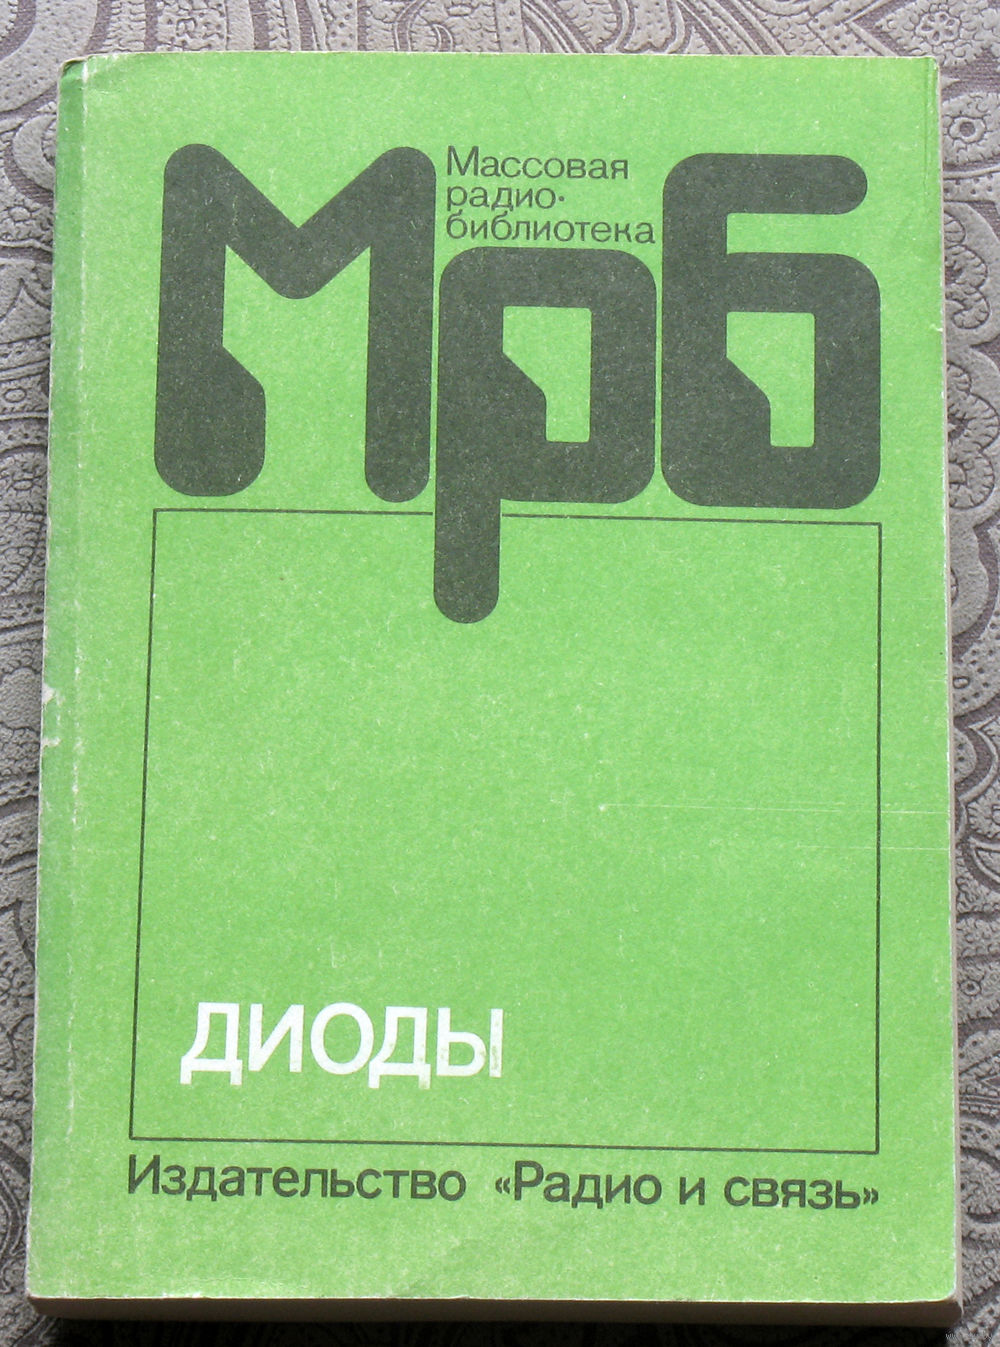 Мрб
Массовая
радио-
библиотека
ДИОДЫ
Издательство «Радио и связь»